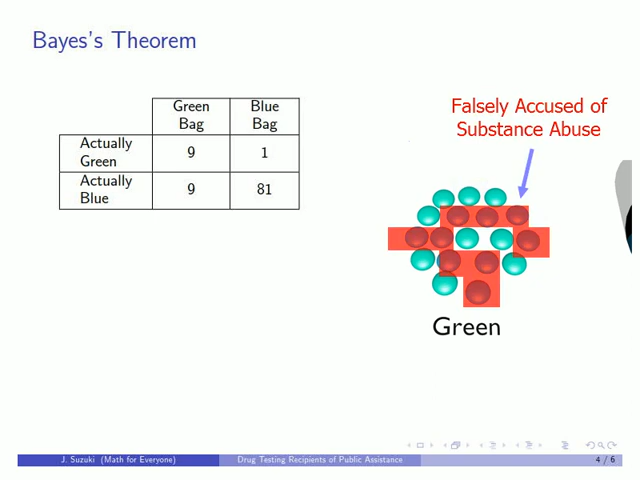 Bayes's Theorem
Falsely Accused of
Substance Abuse
Green Bag	Blue Bag
Actually Green	9	1
Actually Blue	9	81
Green
J. Suzuki (Math for Everyone)	Drug Testing Recipients of Public Assistance	4 / 6